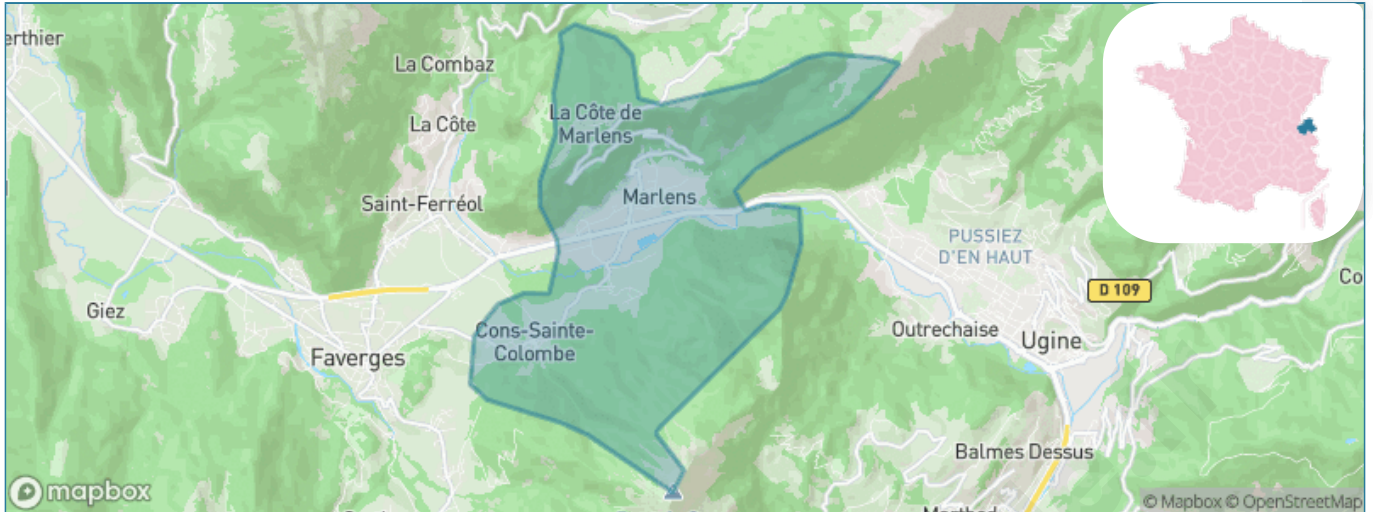 erthier
La Combaz
La Côte de
Marlens
La Côte
Marlens
Saint-Ferréol
PUSSIEZ
D'EN HAUT
D 109
Co
Giez
Outrechaise
Ugine
Cons-Sainte-
Colombe
Faverges
Balmes Dessus
mapbox
© Mapbox © OpenStreetMap